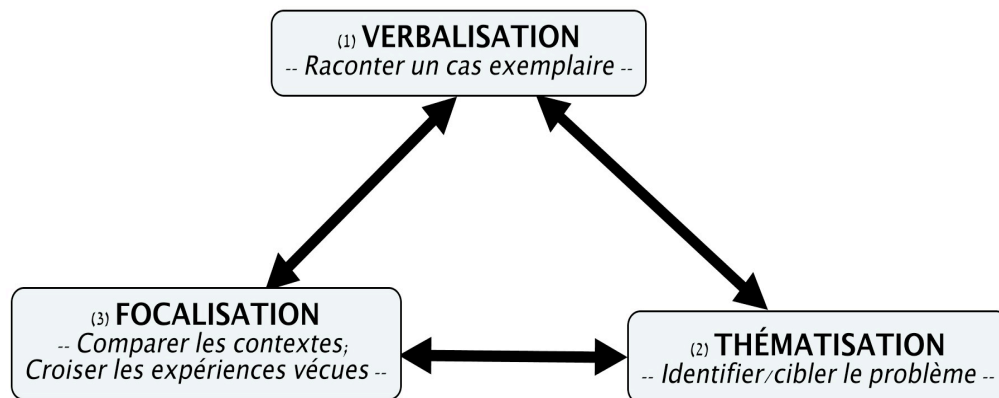 (1) VERBALISATION
-- Raconter un cas exemplaire --
(3) FOCALISATION
-- Comparer les contextes;
Croiser les expériences vécues --
(2) THÉMATISATION
-- Identifier/cibler le problème --